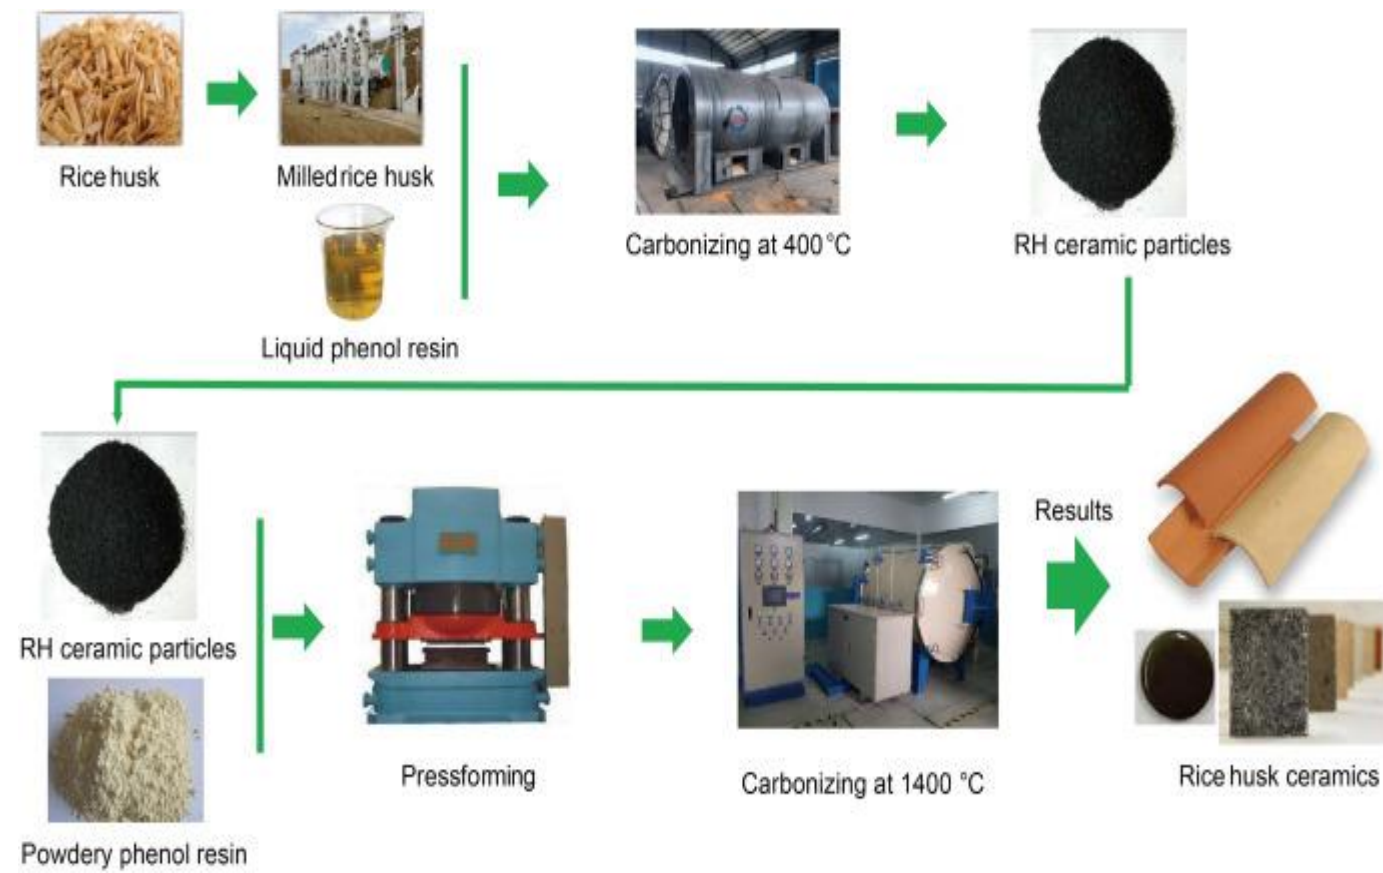 Rice husk
Milled rice husk
Liquid phenol resin
Carbonizing at 400 °C
RH ceramic particles
RH ceramic particles
Powdery phenol resin
Pressforming
Carbonizing at 1400 °C
Results
Rice husk ceramics